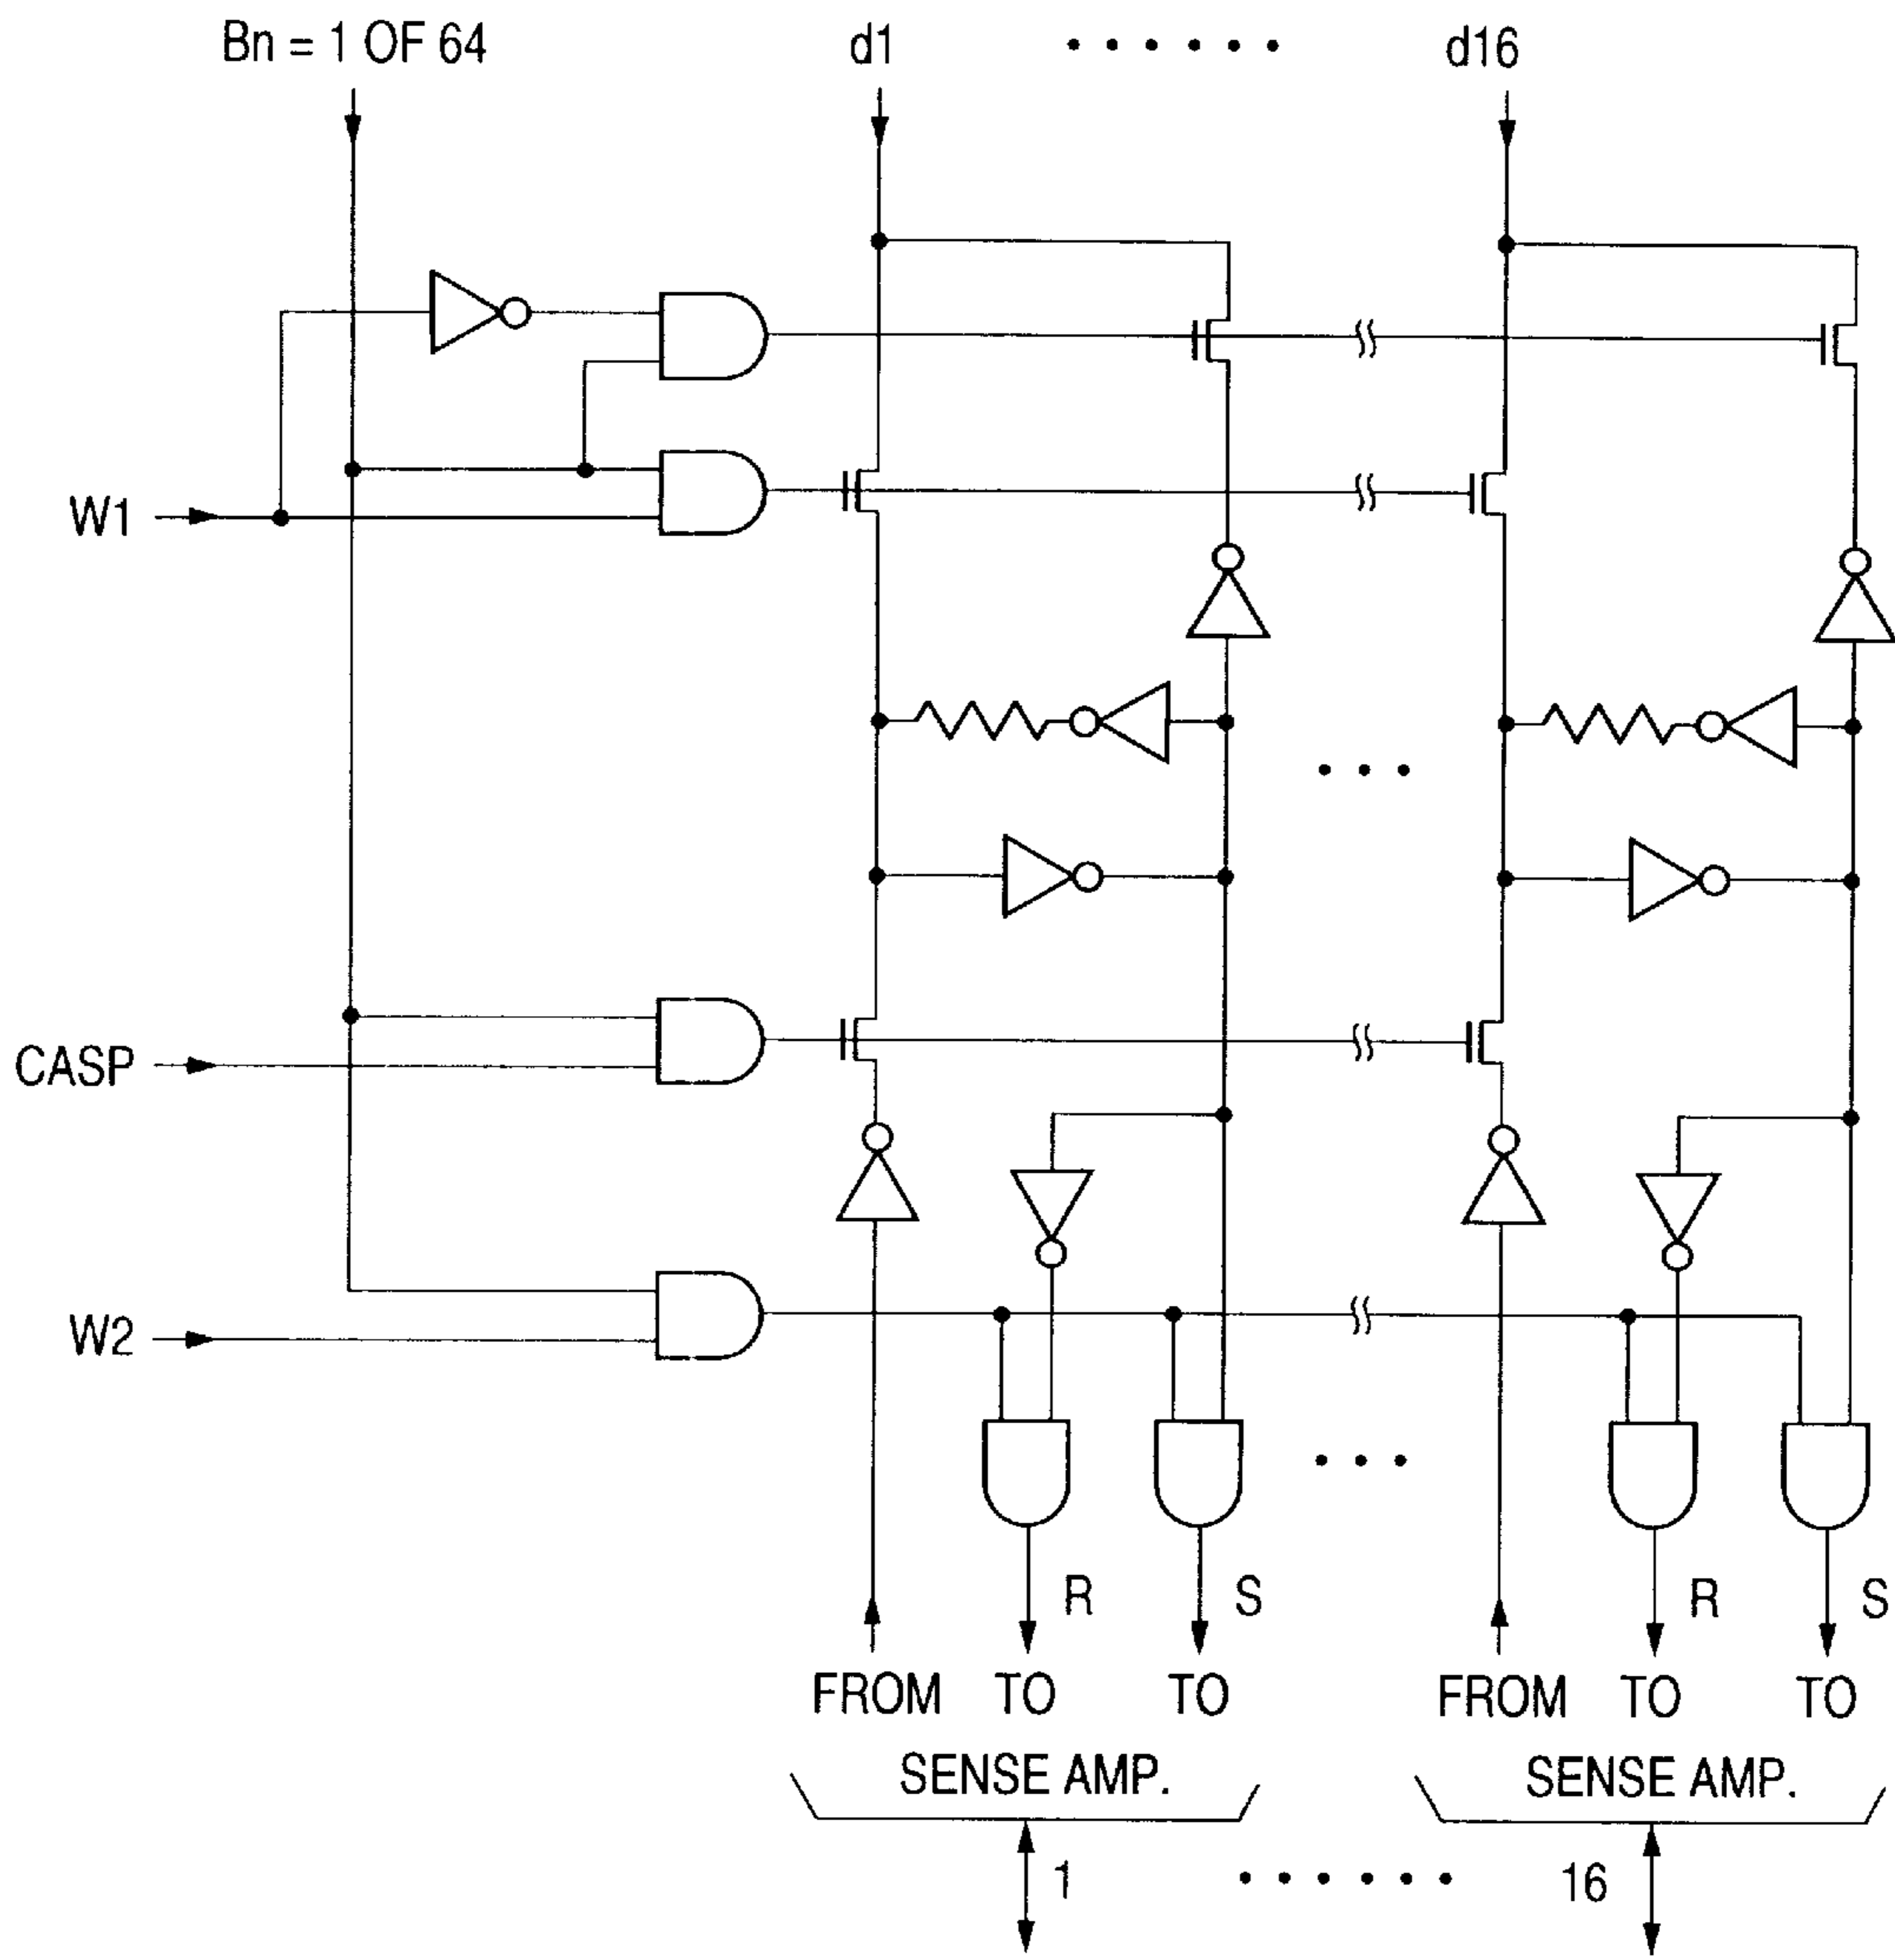 Bn = 1 OF 64
d1
d16
W1
CASP
W2
R
S
R
S
FROM
TO
TO
FROM
TO
TO
SENSE AMP.
SENSE AMP.
1
16